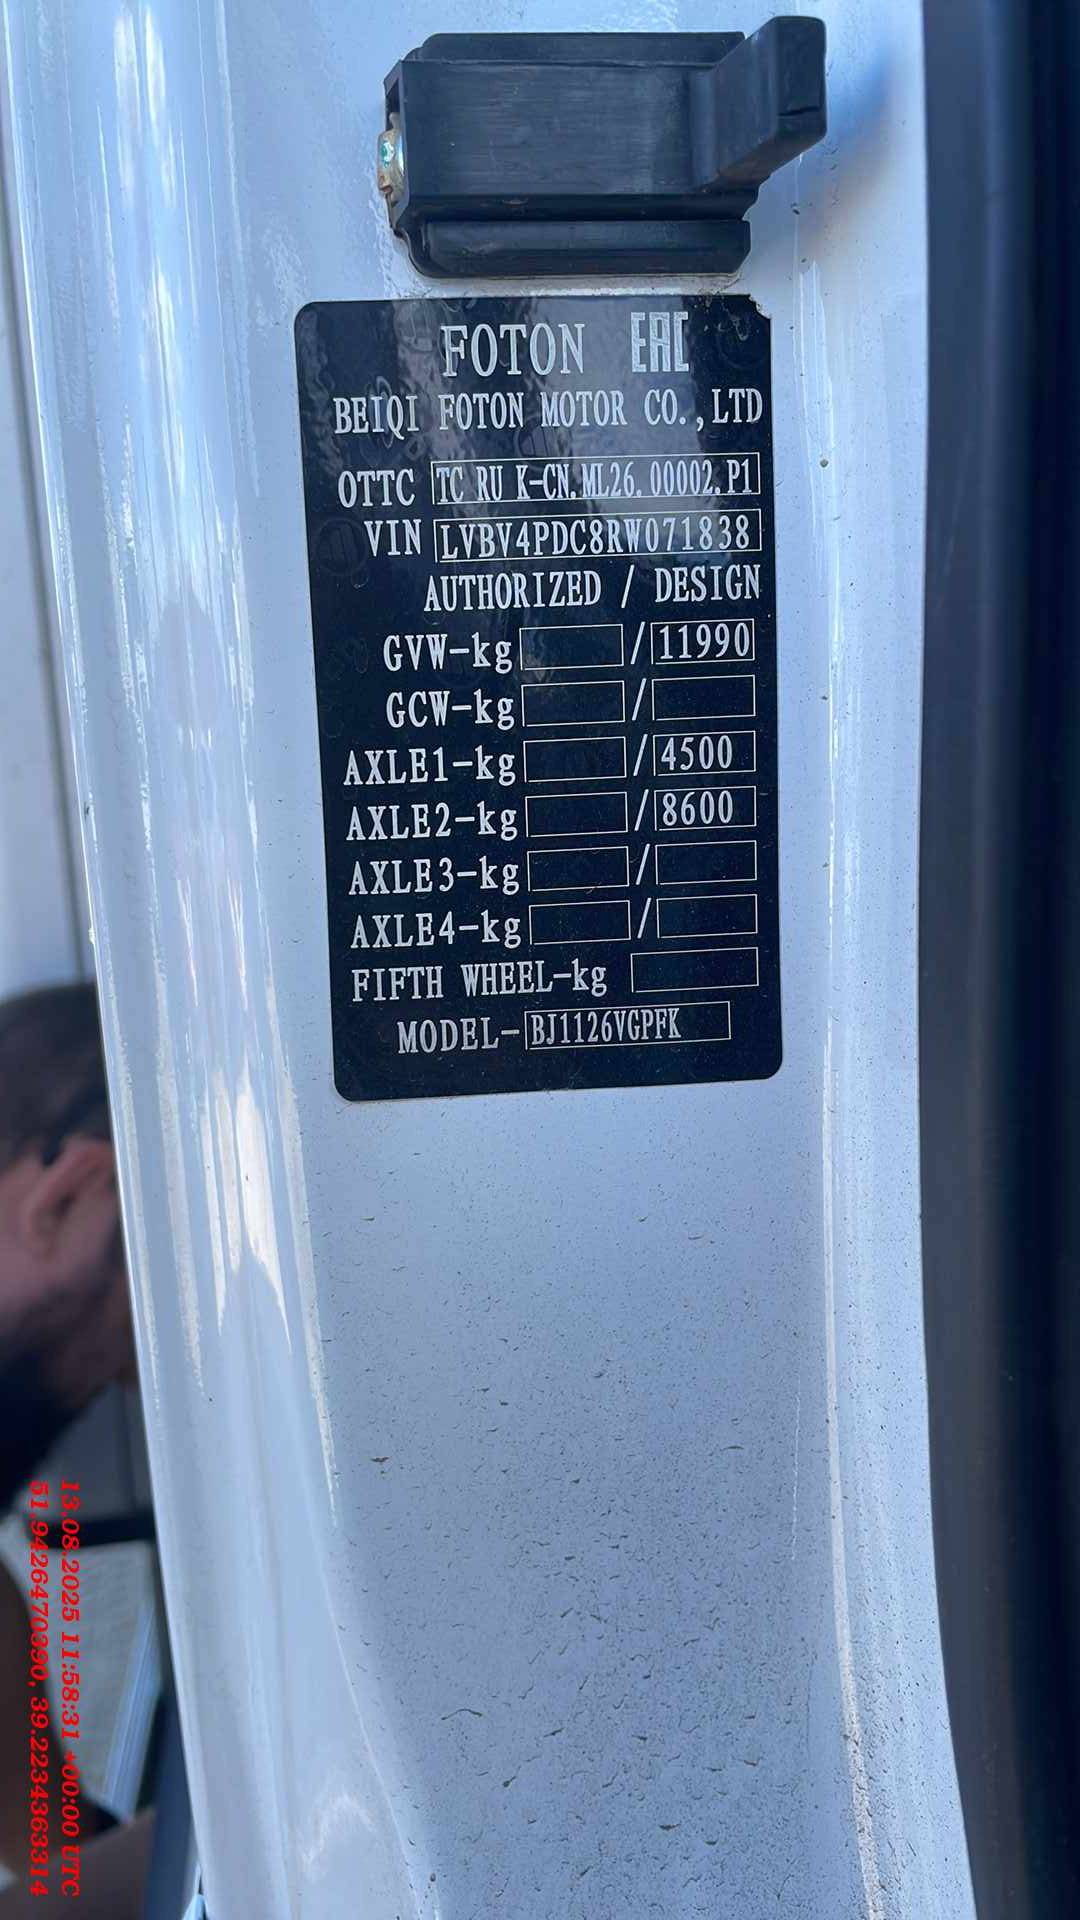 FOTON EAC
BEIQI FOTON MOTOR CO.,LTD
OTTC TC RU K-CN.ML26.00002.P1
VIN LVBV4PDC8RW071838
AUTHORIZED / DESIGN
GVW-kg / 11990
GCW-kg /
AXLE1-kg / 4500
AXLE2-kg / 8600
AXLE3-kg /
AXLE4-kg /
FIFTH WHEEL-kg
MODEL- BJ1126VGPFK
13.08.2025 11:58:31 +00:00 UTC
51.9426470390, 39.2234363314